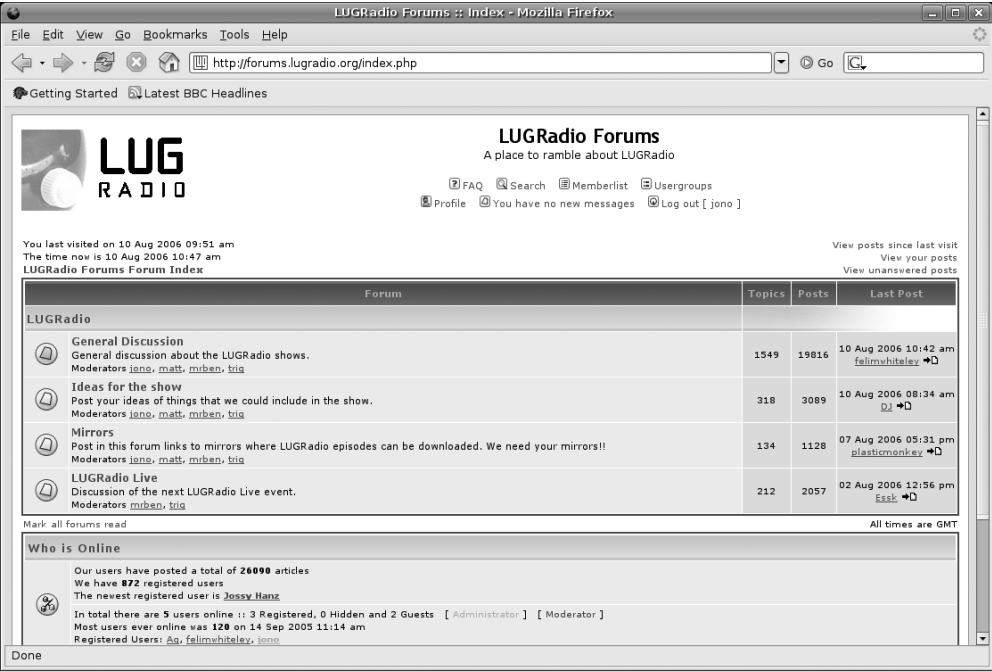 LUGRadio Forums :: Index - Mozilla Firefox
File Edit View Go Bookmarks Tools Help
http://forums.lugradio.org/index.php Go G
Getting Started Latest BBC Headlines
LUG
RADIO
LUGRadio Forums
A place to ramble about LUGRadio
FAQ Search Memberlist Usergroups
Profile You have no new messages Log out [ jono ]
You last visited on 10 Aug 2006 09:51 am
The time now is 10 Aug 2006 10:47 am
LUGRadio Forums Forum Index
View posts since last visit
View your posts
View unanswered posts
Forum Topics Posts Last Post
LUGRadio
General Discussion
General discussion about the LUGRadio shows.
Moderators jono, matt, mrben, trig
1549 19816 10 Aug 2006 10:42 am
felimwhiteley
Ideas for the show
Post your ideas of things that we could include in the show.
Moderators jono, matt, mrben, trig
318 3089 10 Aug 2006 08:34 am
DJ
Mirrors
Post in this forum links to mirrors where LUGRadio episodes can be downloaded. We need your mirrors!!
Moderators jono, matt, mrben, trig
134 1128 07 Aug 2006 05:31 pm
plasticmonkey
LUGRadio Live
Discussion of the next LUGRadio Live event.
Moderators mrben, trig
212 2057 02 Aug 2006 12:56 pm
Essk
Mark all forums read All times are GMT
Who is Online
Our users have posted a total of 26090 articles
We have 872 registered users
The newest registered user is Jossy Hanz
In total there are 5 users online :: 3 Registered, 0 Hidden and 2 Guests [ Administrator ] [ Moderator ]
Most users ever online was 120 on 14 Sep 2005 11:14 am
Registered Users: Aq, felimwhiteley, jono
Done